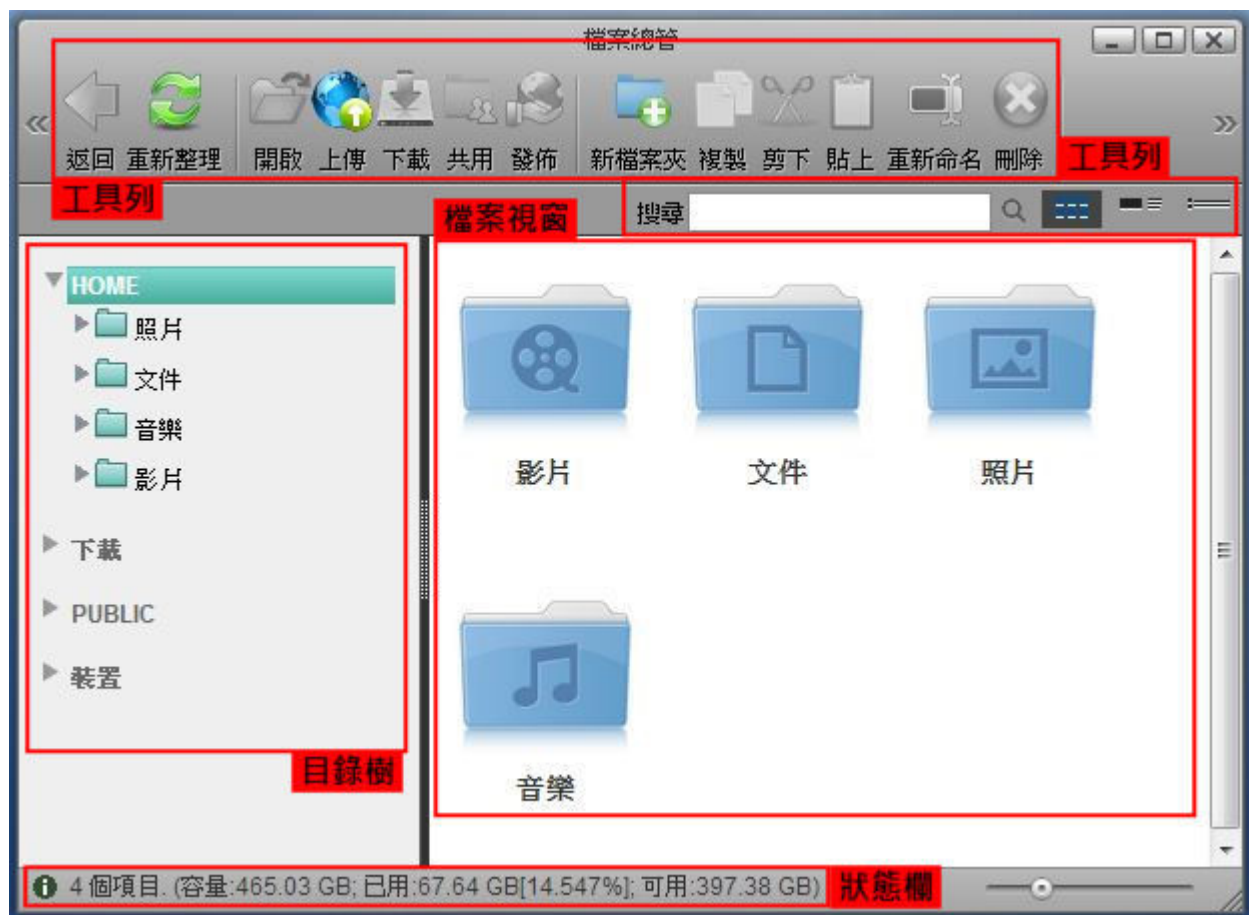 檔案總管
返回 重新整理 開啟 上傳 下載 共用 發佈 新檔案夾 複製 剪下 貼上 重新命名 刪除 工具列
工具列
檔案視窗
搜尋
HOME
照片
文件
音樂
影片
下載
PUBLIC
裝置
目錄樹
影片 文件 照片
音樂
4 個項目. (容量:465.03 GB; 已用:67.64 GB[14.547%]; 可用:397.38 GB) 狀態欄